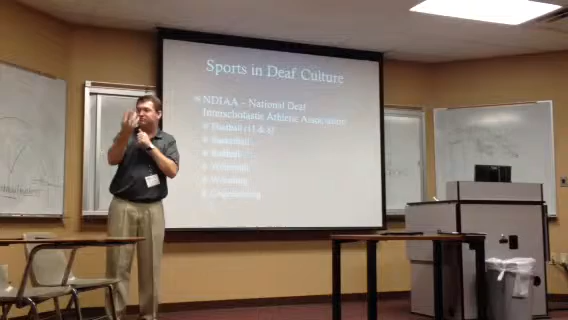 Sports in Deaf Culture
NDIAA – National Deaf
Interscholastic Athletic Association
Football (11 & 8)
Basketball
Softball
Volleyball
Wrestling
Cheerleading